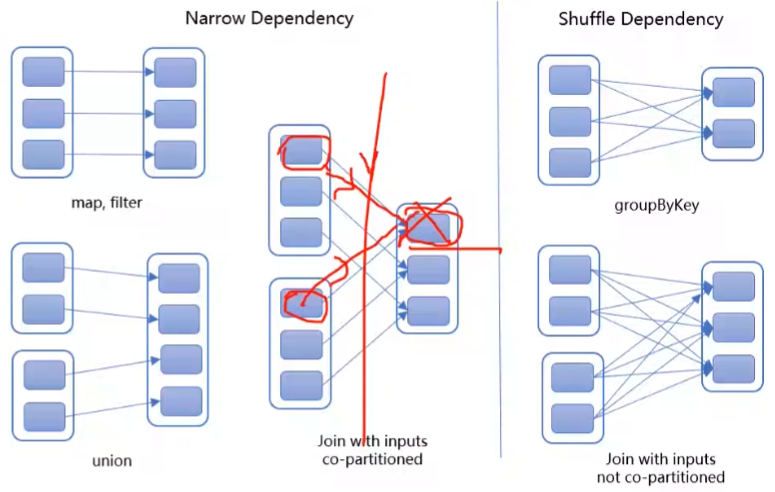 Narrow Dependency
Shuffle Dependency
map, filter
groupByKey
union
Join with inputs
co-partitioned
Join with inputs
not co-partitioned